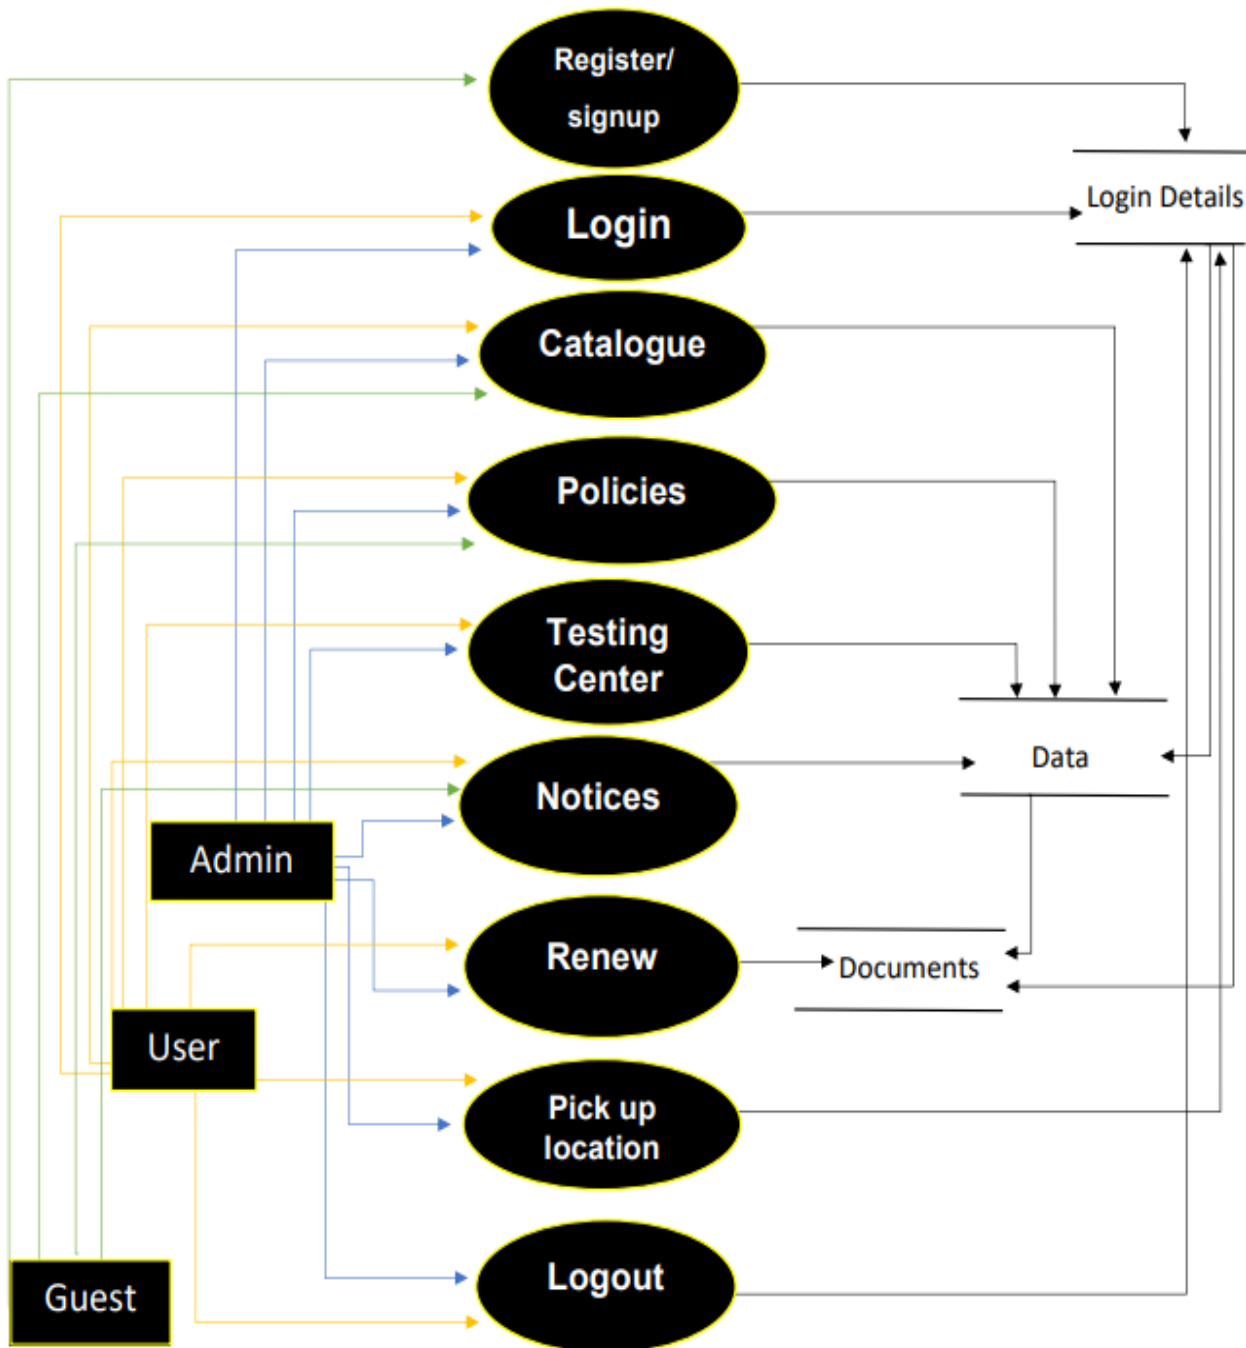 Register/
signup
Login Details
Login
Catalogue
Policies
Testing
Center
Data
Notices
Admin
Renew
Documents
User
Pick up
location
Logout
Guest